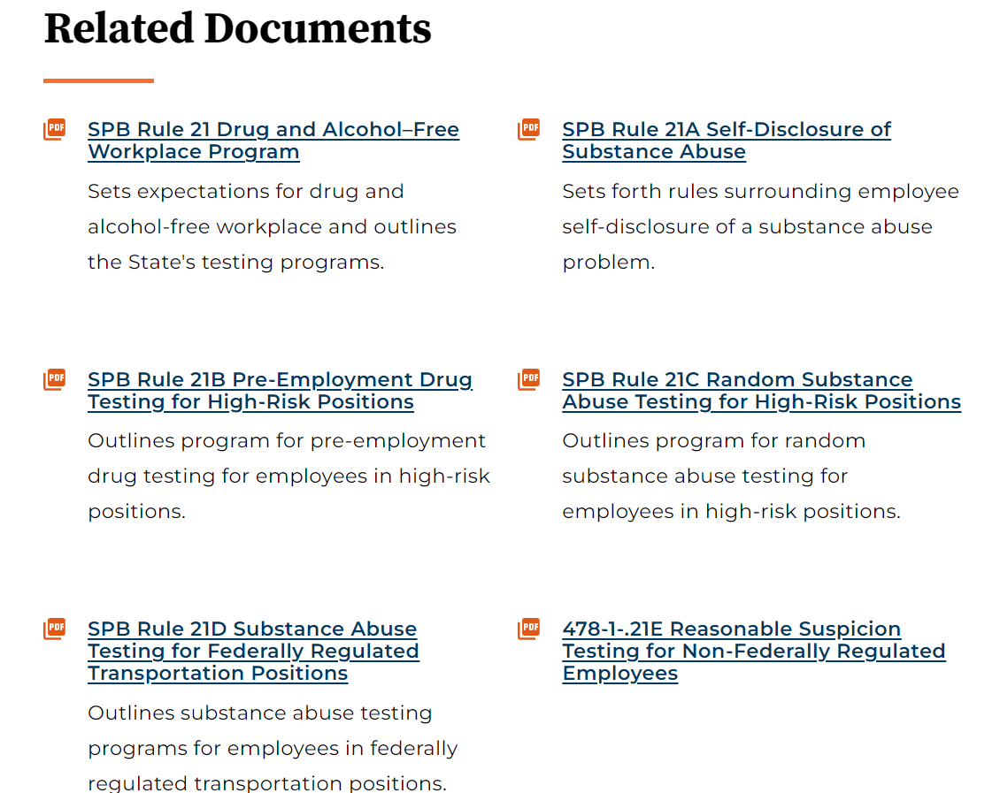 Related Documents
PDF
SPB Rule 21 Drug and Alcohol–Free
Workplace Program
Sets expectations for drug and
alcohol-free workplace and outlines
the State's testing programs.
PDF
SPB Rule 21A Self-Disclosure of
Substance Abuse
Sets forth rules surrounding employee
self-disclosure of a substance abuse
problem.
PDF
SPB Rule 21B Pre-Employment Drug
Testing for High-Risk Positions
Outlines program for pre-employment
drug testing for employees in high-risk
positions.
PDF
SPB Rule 21C Random Substance
Abuse Testing for High-Risk Positions
Outlines program for random
substance abuse testing for
employees in high-risk positions.
PDF
SPB Rule 21D Substance Abuse
Testing for Federally Regulated
Transportation Positions
Outlines substance abuse testing
programs for employees in federally
regulated transportation positions.
PDF
478-1-.21E Reasonable Suspicion
Testing for Non-Federally Regulated
Employees